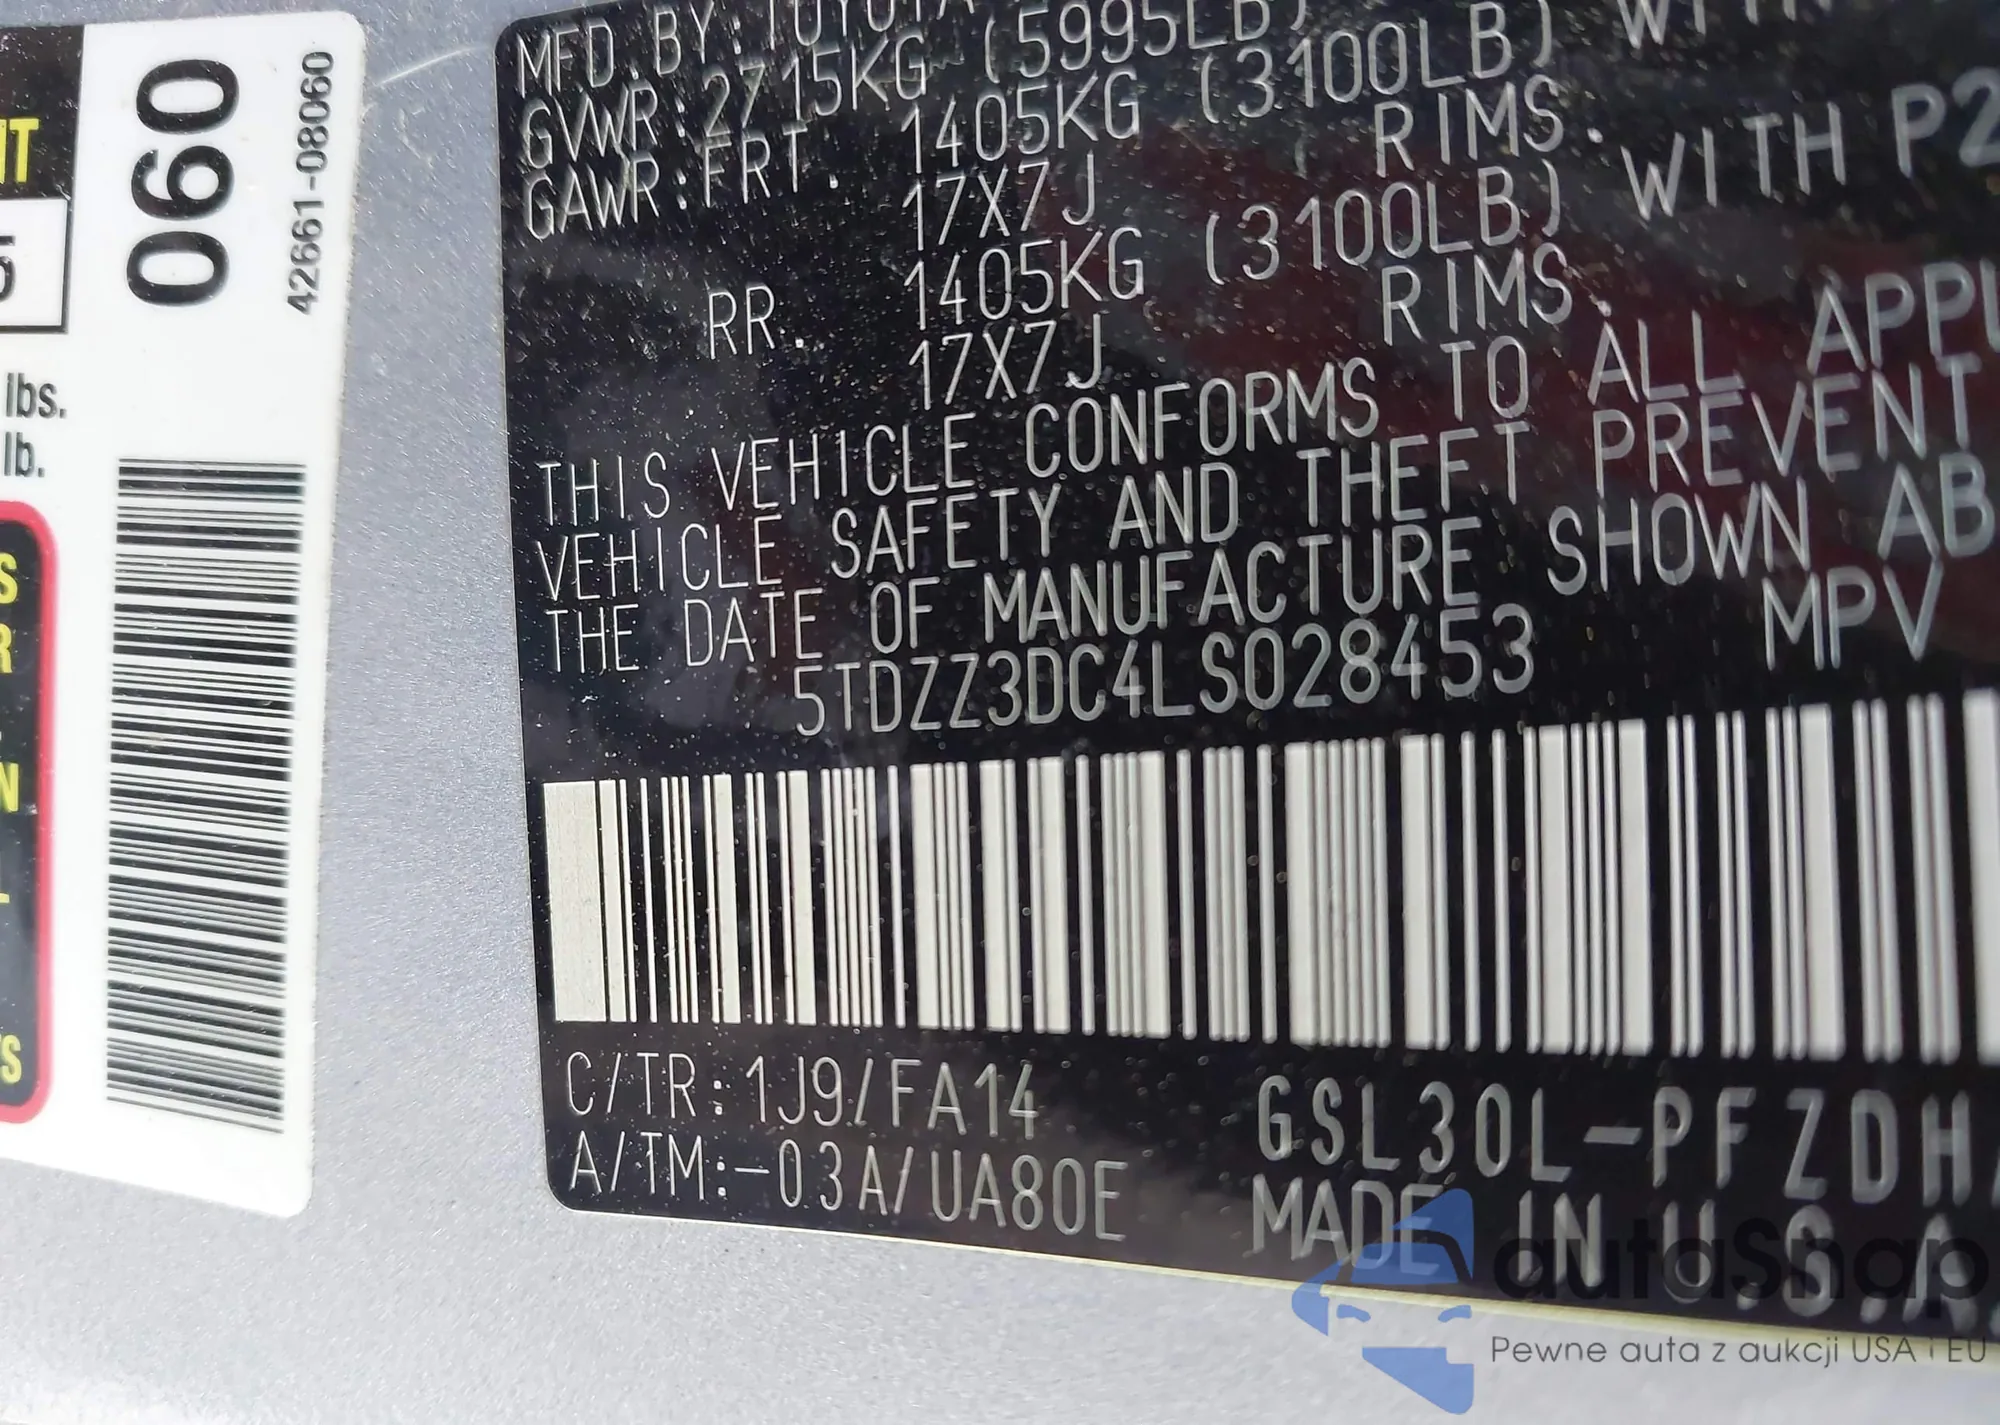 060
42661-08060
lbs.
lb.
MFD.BY:TOYOTA
GVWR:2715KG (5995LB)
GAWR:FRT. 1405KG (3100LB) WITH
17X7J RIMS.
RR. 1405KG (3100LB) WITH P2
17X7J RIMS.
THIS VEHICLE CONFORMS TO ALL APPL
VEHICLE SAFETY AND THEFT PREVENT
THE DATE OF MANUFACTURE SHOWN AB
5TDZZ3DC4LS028453 MPV
C/TR:1J9/FA14 GSL30L-PFZDH
A/TM:-03A/UA80E MADE IN U.S.A.
autaSnap
Pewne auta z aukcji USA i EU